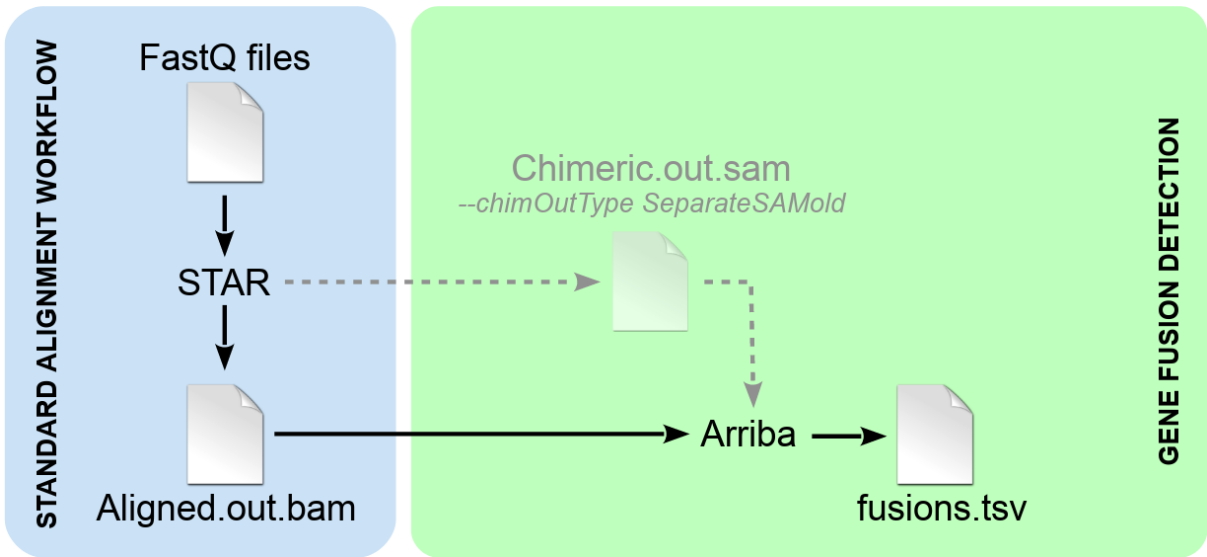 STANDARD ALIGNMENT WORKFLOW
FastQ files
STAR
Aligned.out.bam
Chimeric.out.sam
--chimOutType SeparateSAMold
Arriba
fusions.tsv
GENE FUSION DETECTION